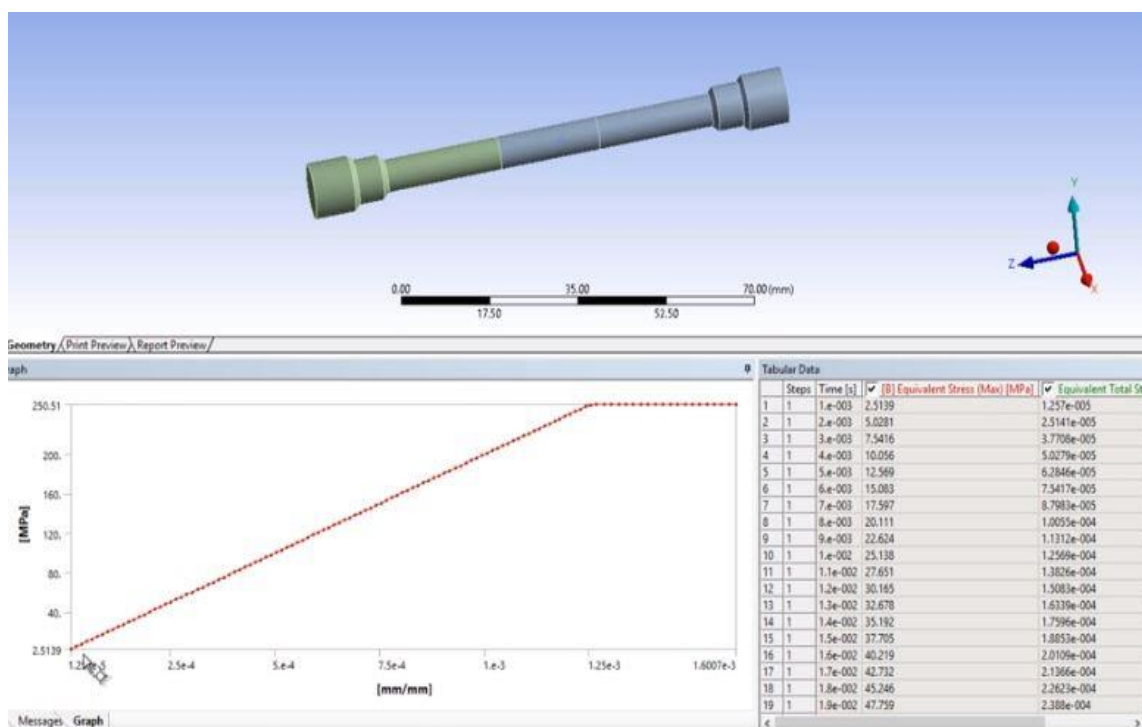 Y
Z
X
0.00 35.00 70.00 (mm)
17.50 52.50
Geometry Print Preview Report Preview
raph
Tabular Data
250.51
200.
160.
120.
80.
40.
2.5139
[MPa]
2.5e-4 5.e-4 7.5e-4 1.e-3 1.25e-3 1.6007e-3
[mm/mm]
Messages Graph
Steps Time [s] [B] Equivalent Stress (Max) [MPa] Equivalent Total St
1 1 1.e-003 2.5139 1.257e-005
2 1 2.e-003 5.0281 2.5141e-005
3 1 3.e-003 7.5416 3.7708e-005
4 1 4.e-003 10.056 5.0279e-005
5 1 5.e-003 12.569 6.2846e-005
6 1 6.e-003 15.083 7.5417e-005
7 1 7.e-003 17.597 8.7983e-005
8 1 8.e-003 20.111 1.0055e-004
9 1 9.e-003 22.624 1.1312e-004
10 1 1.e-002 25.138 1.2569e-004
11 1 1.1e-002 27.651 1.3826e-004
12 1 1.2e-002 30.165 1.5083e-004
13 1 1.3e-002 32.678 1.6339e-004
14 1 1.4e-002 35.192 1.7596e-004
15 1 1.5e-002 37.705 1.8853e-004
16 1 1.6e-002 40.219 2.0109e-004
17 1 1.7e-002 42.732 2.1366e-004
18 1 1.8e-002 45.246 2.2623e-004
19 1 1.9e-002 47.759 2.388e-004